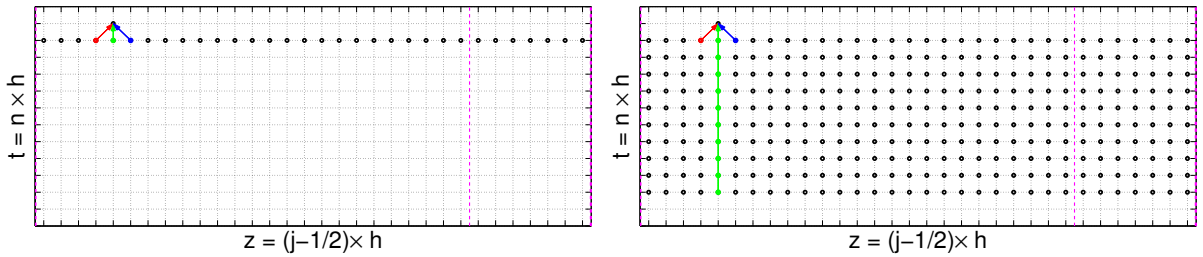 t = n × h
z = (j−1/2)× h
t = n × h
z = (j−1/2)× h